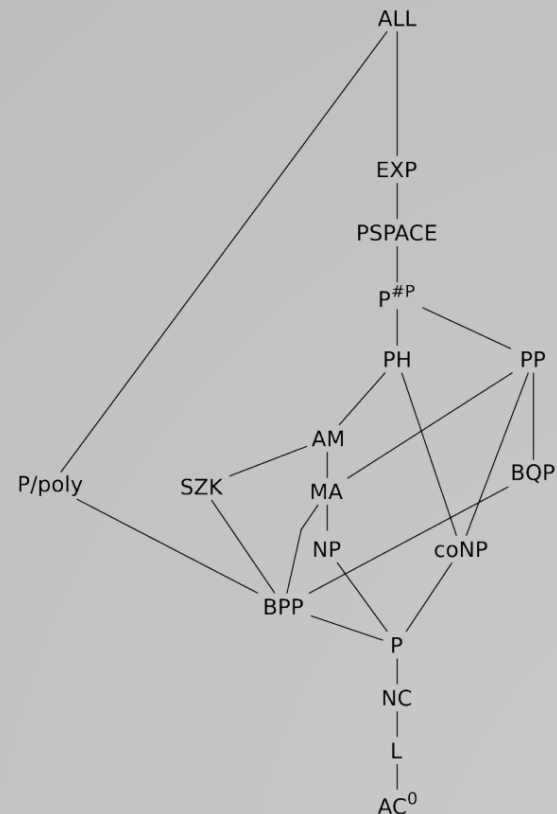 ALL
EXP
PSPACE
P#P
PH PP
AM
P/poly SZK MA BQP
NP coNP
BPP
P
NC
L
AC0